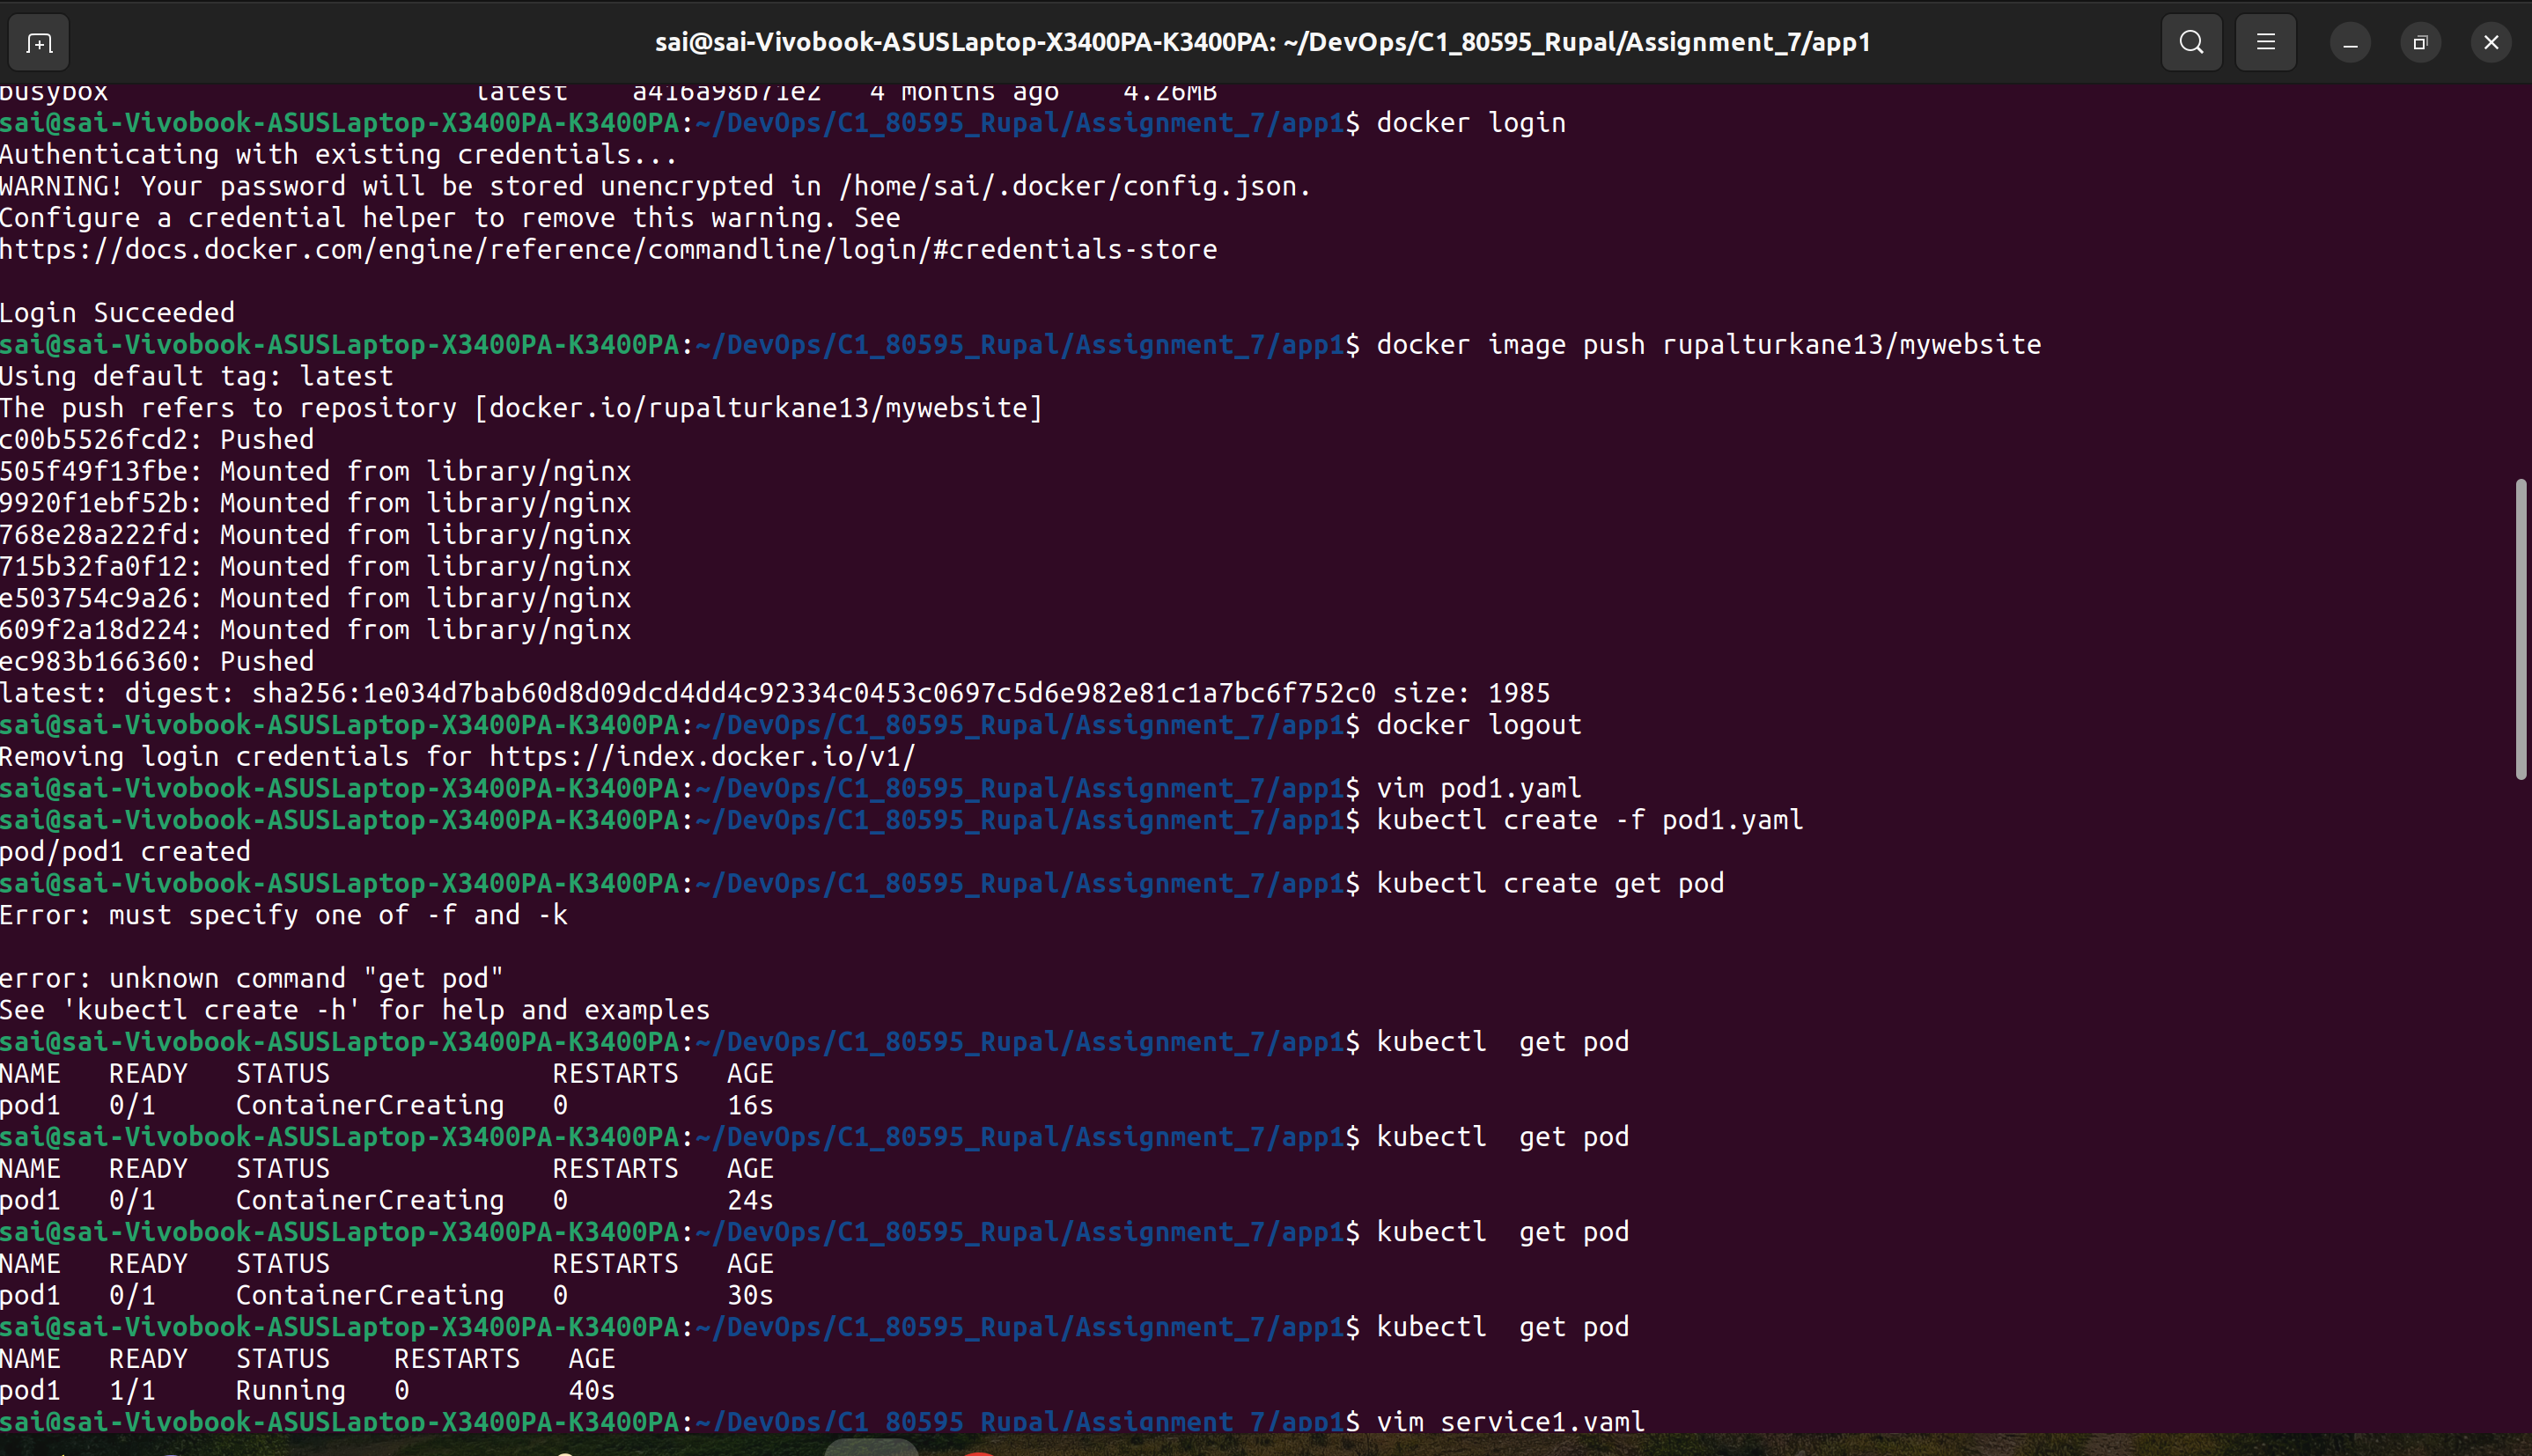 sai@sai-Vivobook-ASUSLaptop-X3400PA-K3400PA: ~/DevOps/C1_80595_Rupal/Assignment_7/app1
busybox                       latest    a416a98b71e2   4 months ago    4.26MB
sai@sai-Vivobook-ASUSLaptop-X3400PA-K3400PA:~/DevOps/C1_80595_Rupal/Assignment_7/app1$ docker login
Authenticating with existing credentials...
WARNING! Your password will be stored unencrypted in /home/sai/.docker/config.json.
Configure a credential helper to remove this warning. See
https://docs.docker.com/engine/reference/commandline/login/#credentials-store

Login Succeeded
sai@sai-Vivobook-ASUSLaptop-X3400PA-K3400PA:~/DevOps/C1_80595_Rupal/Assignment_7/app1$ docker image push rupalturkane13/mywebsite
Using default tag: latest
The push refers to repository [docker.io/rupalturkane13/mywebsite]
c00b5526fcd2: Pushed
505f49f13fbe: Mounted from library/nginx
9920f1ebf52b: Mounted from library/nginx
768e28a222fd: Mounted from library/nginx
715b32fa0f12: Mounted from library/nginx
e503754c9a26: Mounted from library/nginx
609f2a18d224: Mounted from library/nginx
ec983b166360: Pushed
latest: digest: sha256:1e034d7bab60d8d09dcd4dd4c92334c0453c0697c5d6e982e81c1a7bc6f752c0 size: 1985
sai@sai-Vivobook-ASUSLaptop-X3400PA-K3400PA:~/DevOps/C1_80595_Rupal/Assignment_7/app1$ docker logout
Removing login credentials for https://index.docker.io/v1/
sai@sai-Vivobook-ASUSLaptop-X3400PA-K3400PA:~/DevOps/C1_80595_Rupal/Assignment_7/app1$ vim pod1.yaml
sai@sai-Vivobook-ASUSLaptop-X3400PA-K3400PA:~/DevOps/C1_80595_Rupal/Assignment_7/app1$ kubectl create -f pod1.yaml
pod/pod1 created
sai@sai-Vivobook-ASUSLaptop-X3400PA-K3400PA:~/DevOps/C1_80595_Rupal/Assignment_7/app1$ kubectl create get pod
Error: must specify one of -f and -k

error: unknown command "get pod"
See 'kubectl create -h' for help and examples
sai@sai-Vivobook-ASUSLaptop-X3400PA-K3400PA:~/DevOps/C1_80595_Rupal/Assignment_7/app1$ kubectl  get pod
NAME   READY   STATUS              RESTARTS   AGE
pod1   0/1     ContainerCreating   0          16s
sai@sai-Vivobook-ASUSLaptop-X3400PA-K3400PA:~/DevOps/C1_80595_Rupal/Assignment_7/app1$ kubectl  get pod
NAME   READY   STATUS              RESTARTS   AGE
pod1   0/1     ContainerCreating   0          24s
sai@sai-Vivobook-ASUSLaptop-X3400PA-K3400PA:~/DevOps/C1_80595_Rupal/Assignment_7/app1$ kubectl  get pod
NAME   READY   STATUS              RESTARTS   AGE
pod1   0/1     ContainerCreating   0          30s
sai@sai-Vivobook-ASUSLaptop-X3400PA-K3400PA:~/DevOps/C1_80595_Rupal/Assignment_7/app1$ kubectl  get pod
NAME   READY   STATUS    RESTARTS   AGE
pod1   1/1     Running   0          40s
sai@sai-Vivobook-ASUSLaptop-X3400PA-K3400PA:~/DevOps/C1_80595_Rupal/Assignment_7/app1$ vim service1.yaml